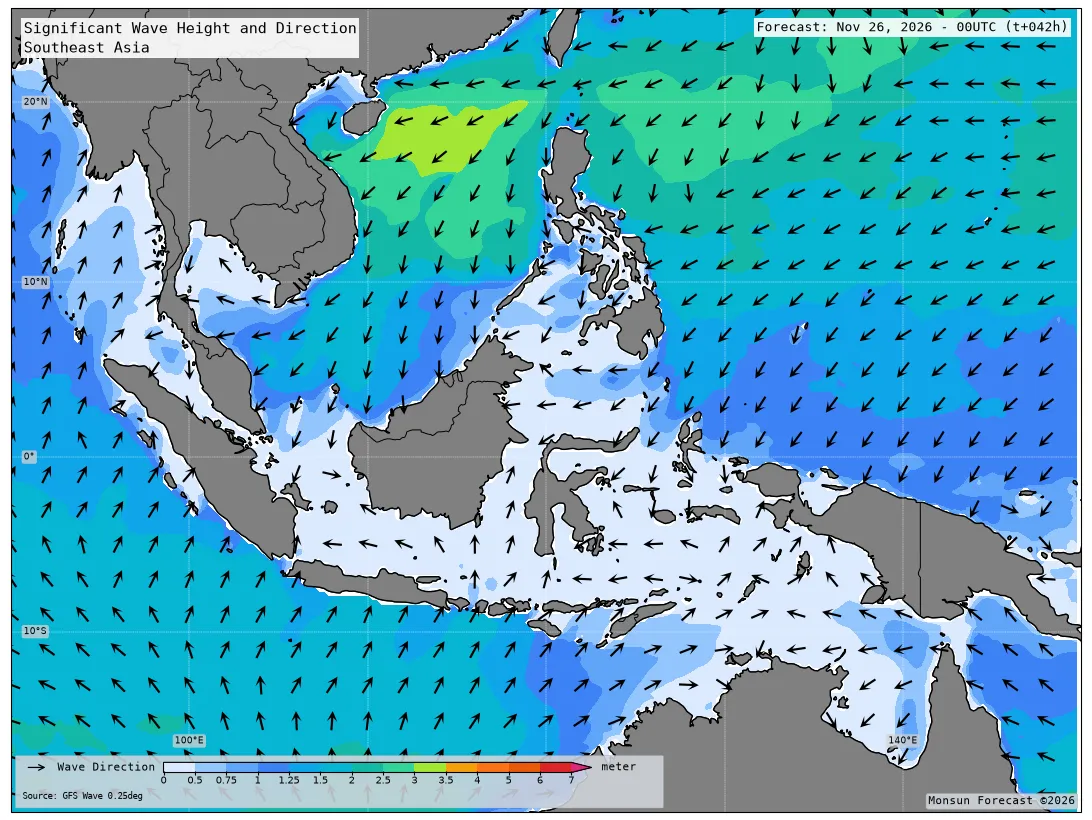 Significant Wave Height and Direction
Southeast Asia
Forecast: Nov 26, 2026 - 00UTC (t+042h)
20°N
10°N
0°
10°S
100°E
140°E
Wave Direction
meter
0 0.5 0.75 1 1.25 1.5 2 2.5 3 3.5 4 5 6 7
Source: GFS Wave 0.25deg
Monsun Forecast ©2026